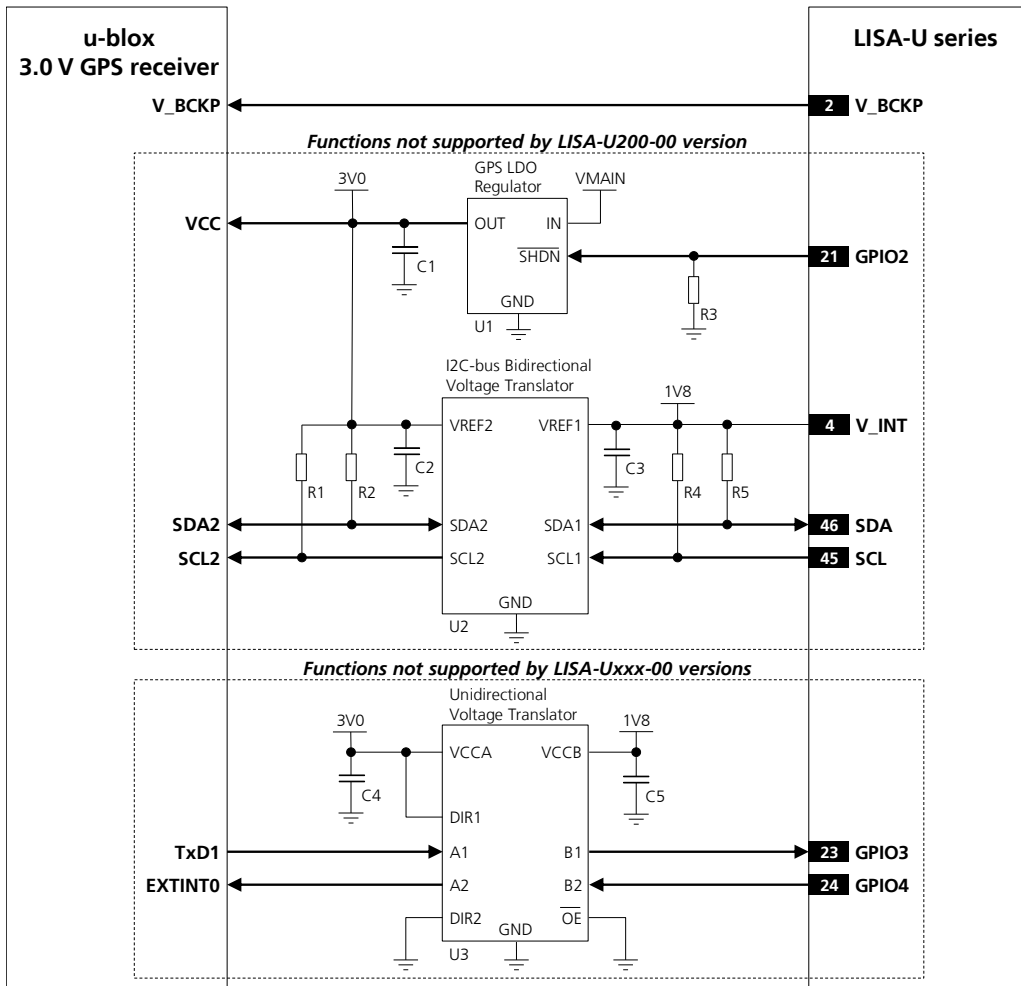 u-blox
3.0 V GPS receiver
LISA-U series
V_BCKP
2
V_BCKP
Functions not supported by LISA-U200-00 version
GPS LDO
Regulator
3V0
VMAIN
VCC
OUT
IN
C1
SHDN
21
GPIO2
GND
R3
U1
I2C-bus Bidirectional
Voltage Translator
1V8
VREF2
VREF1
4
V_INT
C2
C3
R1
R2
R4
R5
SDA2
SDA2
SDA1
46
SDA
SCL2
SCL2
SCL1
45
SCL
GND
U2
Functions not supported by LISA-Uxxx-00 versions
Unidirectional
Voltage Translator
3V0
1V8
VCCA
VCCB
C4
C5
DIR1
TxD1
A1
B1
23
GPIO3
EXTINT0
A2
B2
24
GPIO4
DIR2
OE
GND
U3